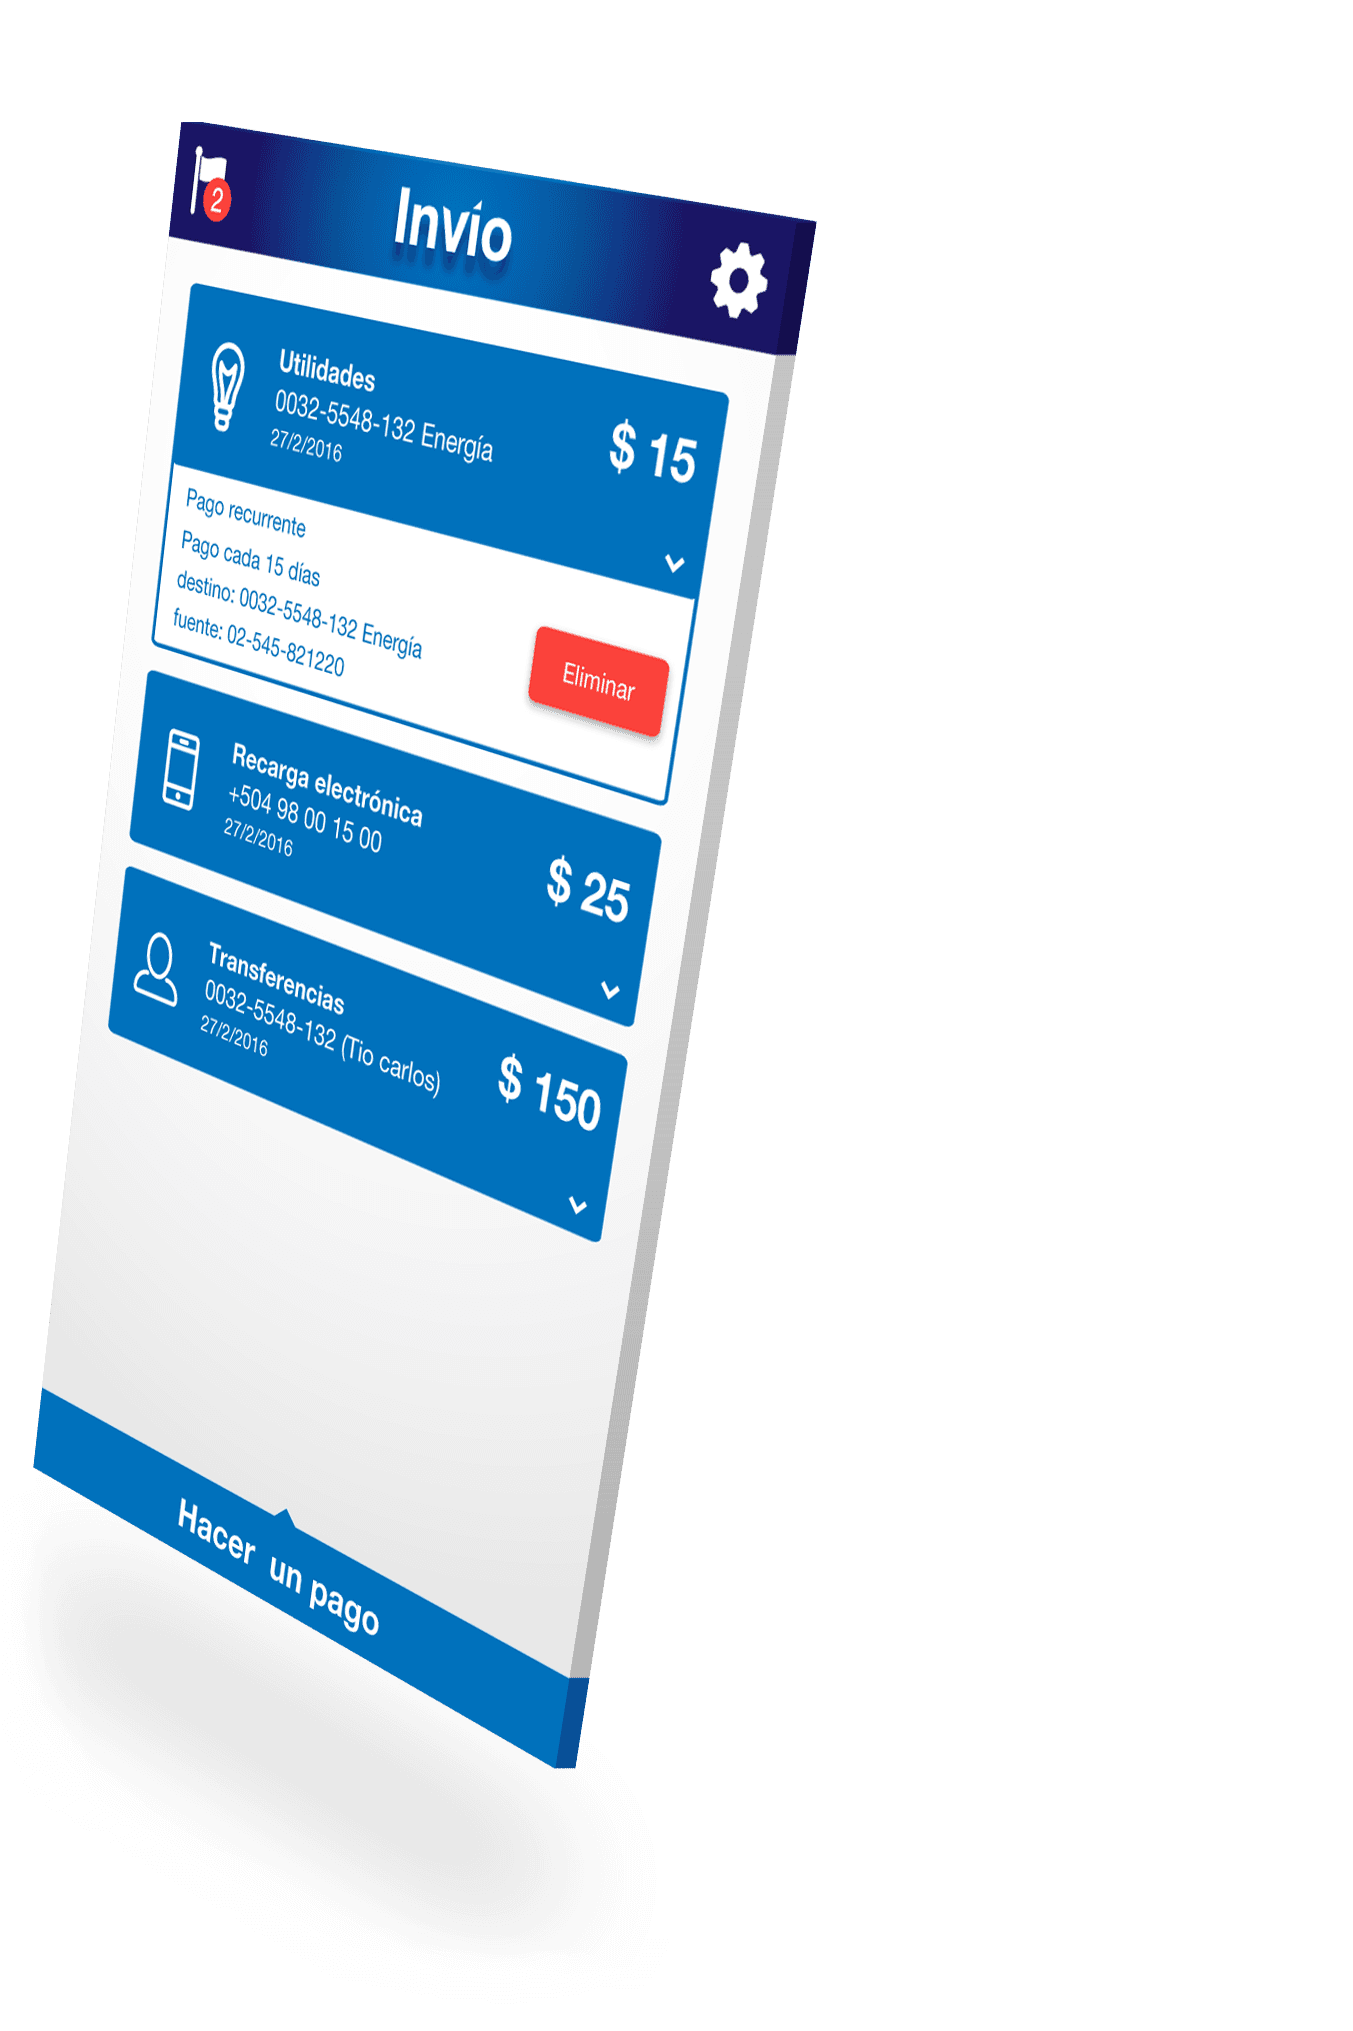 2
Invío
Utilidades
0032-5548-132 Energía
27/2/2016
$ 15
Pago recurrente
Pago cada 15 días
destino: 0032-5548-132 Energía
fuente: 02-545-821220
Eliminar
Recarga electrónica
+504 98 00 15 00
27/2/2016
$ 25
Transferencias
0032-5548-132 (Tio carlos)
27/2/2016
$ 150
Hacer un pago